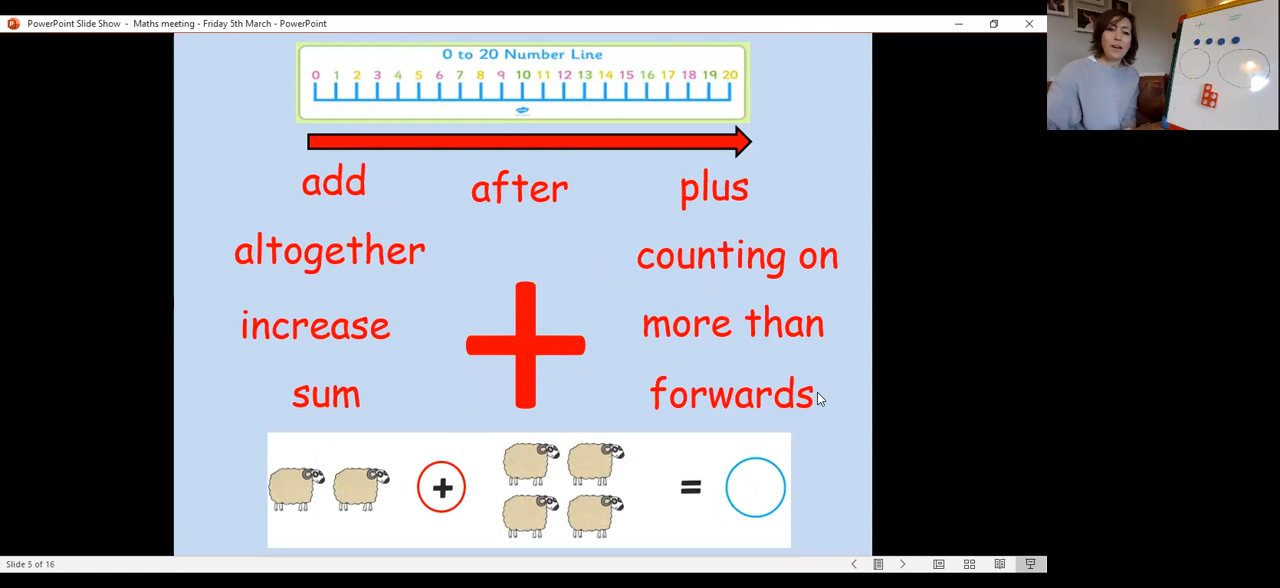 PowerPoint Slide Show - Maths meeting - Friday 5th March - PowerPoint
0 to 20 Number Line
0 1 2 3 4 5 6 7 8 9 10 11 12 13 14 15 16 17 18 19 20
add after plus
altogether counting on
increase more than
sum forwards
+
+ =
Slide 5 of 16